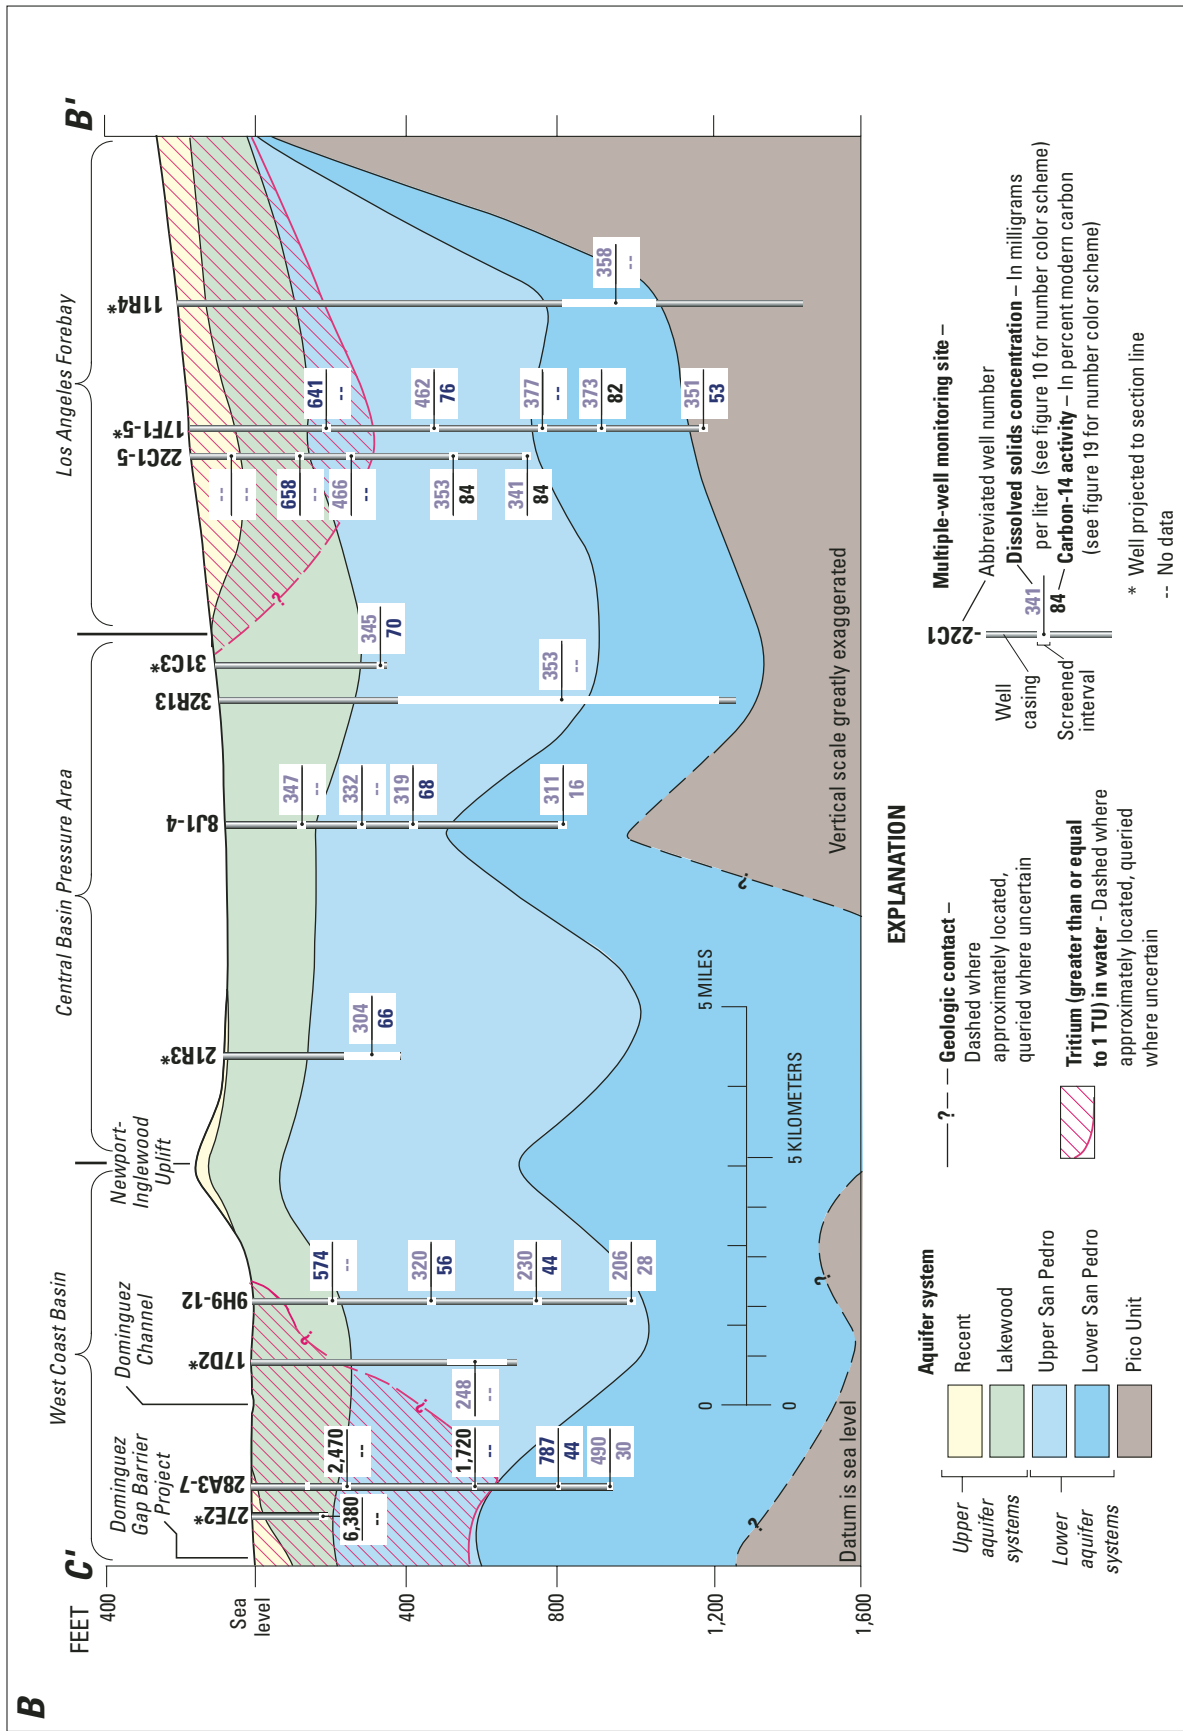 B
C'
B'
West Coast Basin
Central Basin Pressure Area
Los Angeles Forebay
Dominguez
Gap Barrier
Project
Dominguez
Channel
Newport-
Inglewood
Uplift
FEET
400
Sea
level
400
800
1,200
1,600
27E2*
28A3-7
17D2*
9H9-12
21R3*
8J1-4
32R13
31C3*
22C1-5
17F1-5*
11R4*
6,380
--
2,470
--
1,720
--
787
44
490
30
248
--
574
--
320
56
230
44
206
28
304
66
347
--
332
--
319
68
311
16
353
--
345
70
--
--
658
--
466
--
353
84
341
84
641
--
462
76
377
--
373
82
351
53
358
--
?
?
?
?
?
?
Datum is sea level
Vertical scale greatly exaggerated
0
5 MILES
0
5 KILOMETERS
EXPLANATION
Aquifer system
Upper
aquifer
systems
Recent
Lakewood
Lower
aquifer
systems
Upper San Pedro
Lower San Pedro
Pico Unit
? Geologic contact –
Dashed where
approximately located,
queried where uncertain
Tritium (greater than or equal
to 1 TU) in water - Dashed where
approximately located, queried
where uncertain
Multiple-well monitoring site –
-22C1
Abbreviated well number
341
84
Dissolved solids concentration – In milligrams
per liter (see figure 10 for number color scheme)
Carbon-14 activity – In percent modern carbon
(see figure 19 for number color scheme)
Well
casing
Screened
interval
* Well projected to section line
-- No data